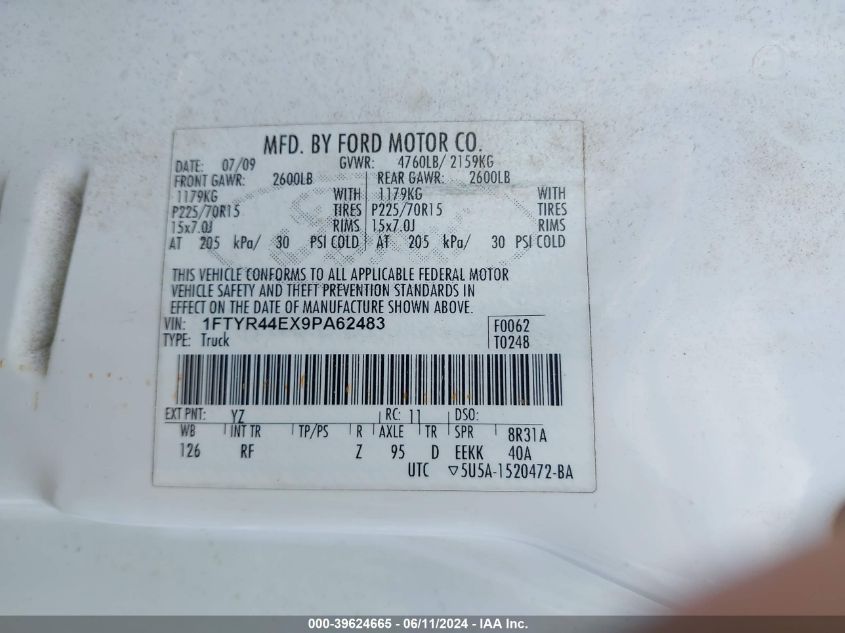 MFD. BY FORD MOTOR CO.
DATE: 07/09 GVWR: 4760LB/ 2159KG
FRONT GAWR: 2600LB REAR GAWR: 2600LB
1179KG WITH 1179KG WITH
P225/70R15 TIRES P225/70R15 TIRES
15x7.0J RIMS 15x7.0J RIMS
AT 205 kPa/ 30 PSI COLD AT 205 kPa/ 30 PSI COLD
THIS VEHICLE CONFORMS TO ALL APPLICABLE FEDERAL MOTOR
VEHICLE SAFETY AND THEFT PREVENTION STANDARDS IN
EFFECT ON THE DATE OF MANUFACTURE SHOWN ABOVE.
VIN: 1FTYR44EX9PA62483 F0062
TYPE: Truck T0248
EXT PNT: YZ RC: 11 DSO:
WB INT TR TP/PS R AXLE TR SPR 8R31A
126 RF Z 95 D EEKK 40A
UTC ▽5U5A-1520472-BA
000-39624665 - 06/11/2024 - IAA Inc.